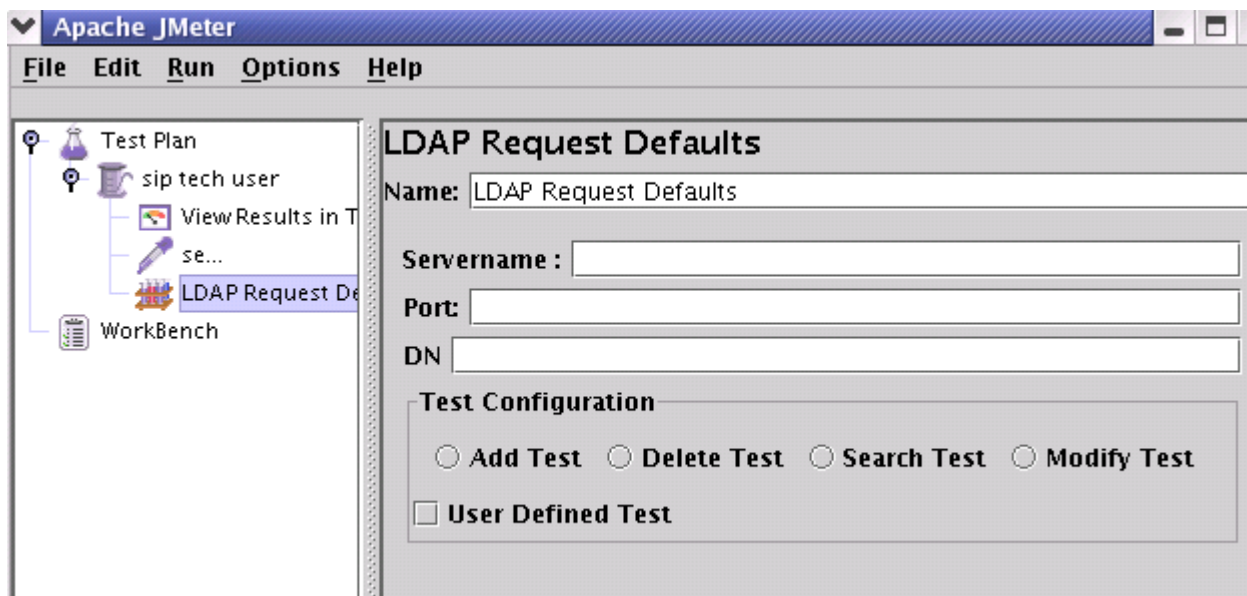 Apache JMeter
File Edit Run Options Help
Test Plan
sip tech user
View Results in T
se...
LDAP Request De
WorkBench
LDAP Request Defaults
Name: LDAP Request Defaults
Servername :
Port:
DN
Test Configuration
Add Test Delete Test Search Test Modify Test
User Defined Test